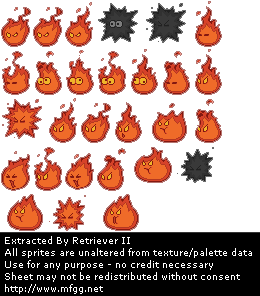 Extracted By Retriever II
All sprites are unaltered from texture/palette data
Use for any purpose - no credit necessary
Sheet may not be redistributed without consent
http://www.mfgg.net